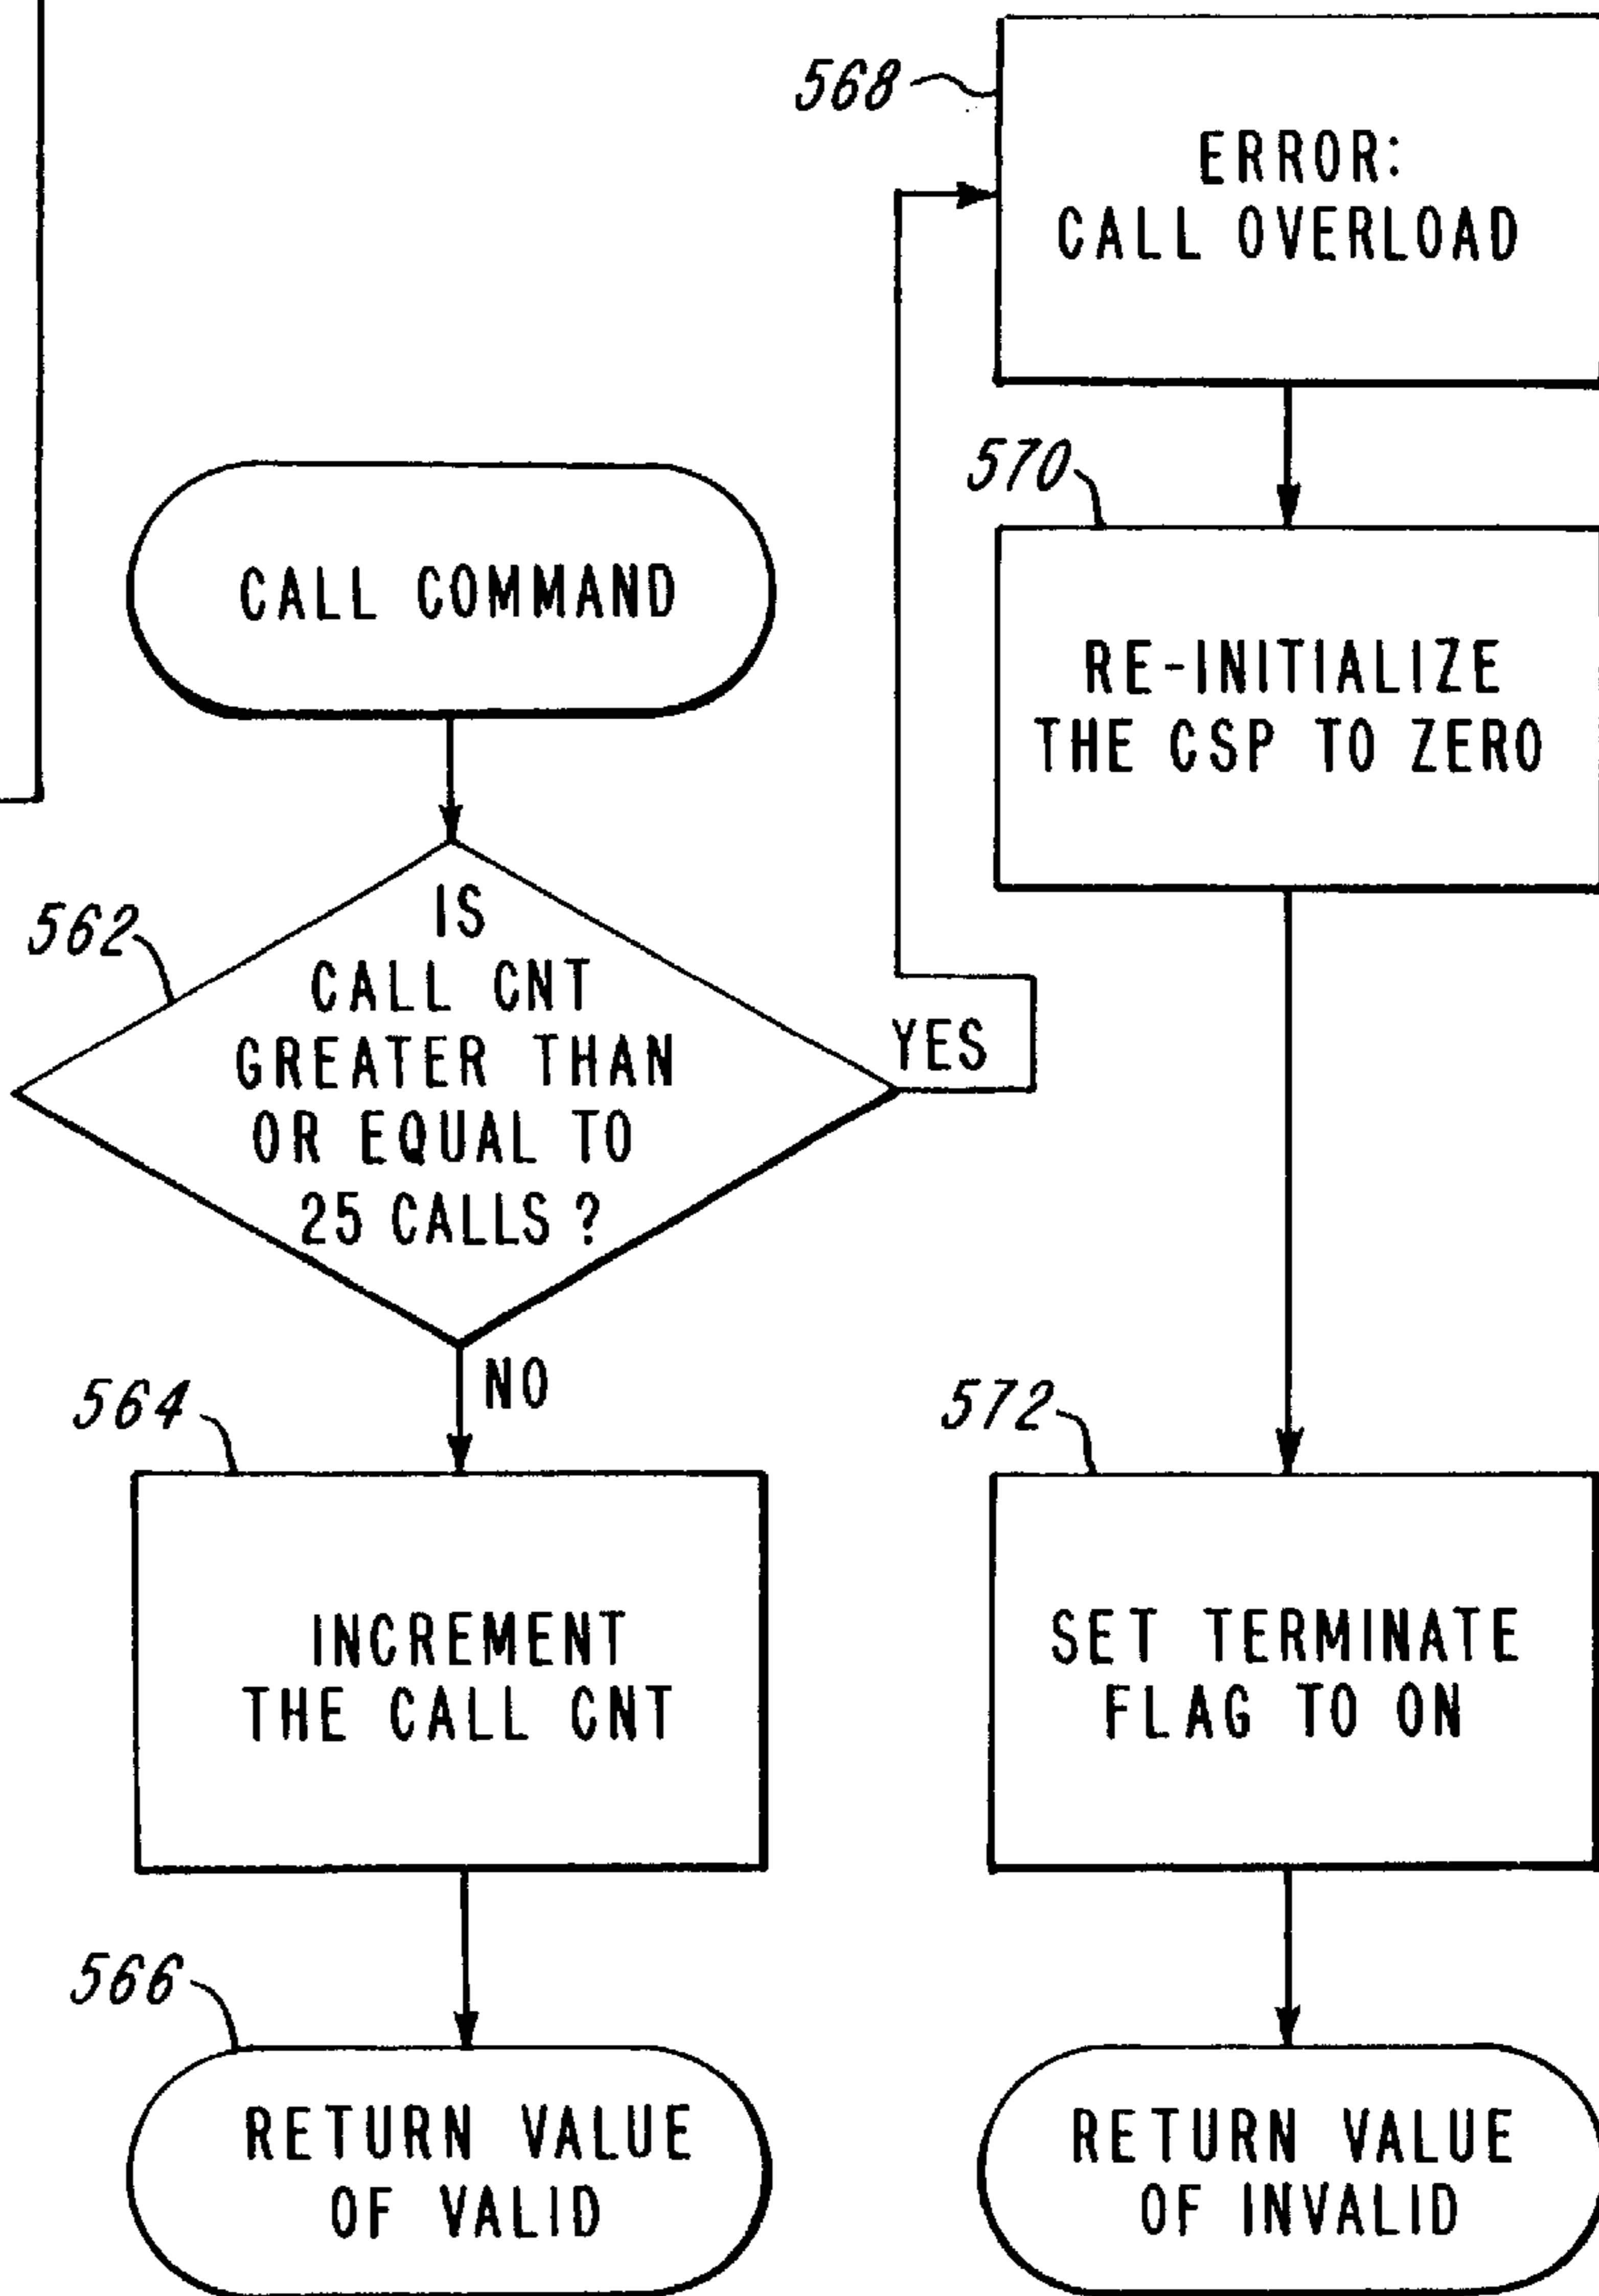 568
ERROR:
CALL OVERLOAD
570
RE-INITIALIZE
THE CSP TO ZERO
CALL COMMAND
562
IS
CALL CNT
GREATER THAN
OR EQUAL TO
25 CALLS ?
YES
NO
564
INCREMENT
THE CALL CNT
572
SET TERMINATE
FLAG TO ON
566
RETURN VALUE
OF VALID
RETURN VALUE
OF INVALID